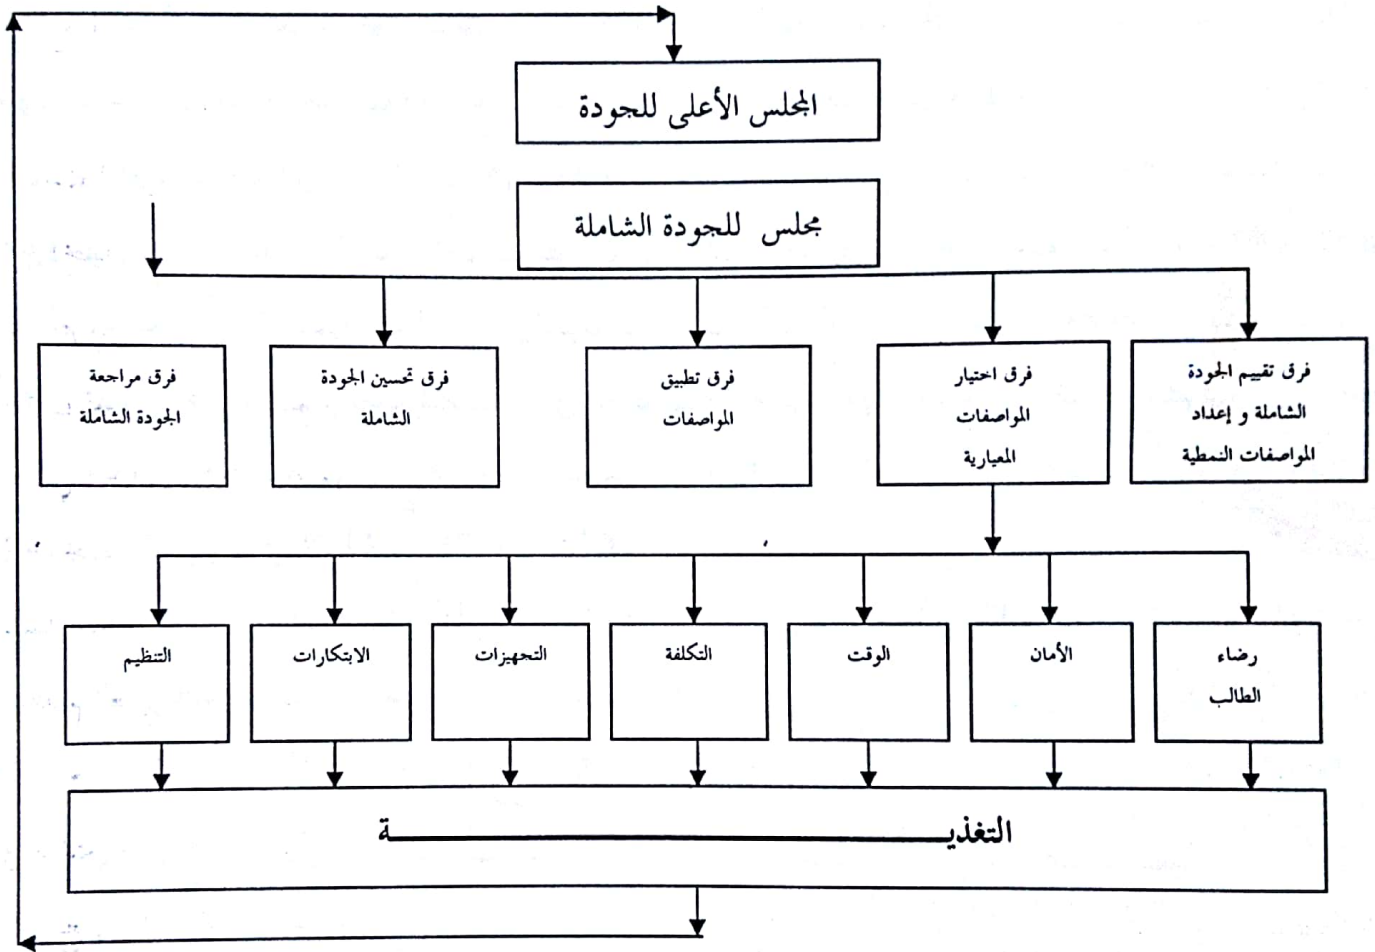 المجلس الأعلى للجودة
مجلس للجودة الشاملة
فرق تقييم الجودة
الشاملة و إعداد
المواصفات النمطية
فرق اختيار
المواصفات
المعيارية
فرق تطبيق
المواصفات
فرق تحسين الجودة
الشاملة
فرق مراجعة
الجودة الشاملة
رضاء
الطالب
الأمان
الوقت
التكلفة
التجهيزات
الابتكارات
التنظيم
التغذيـــــــــــــــــــــة